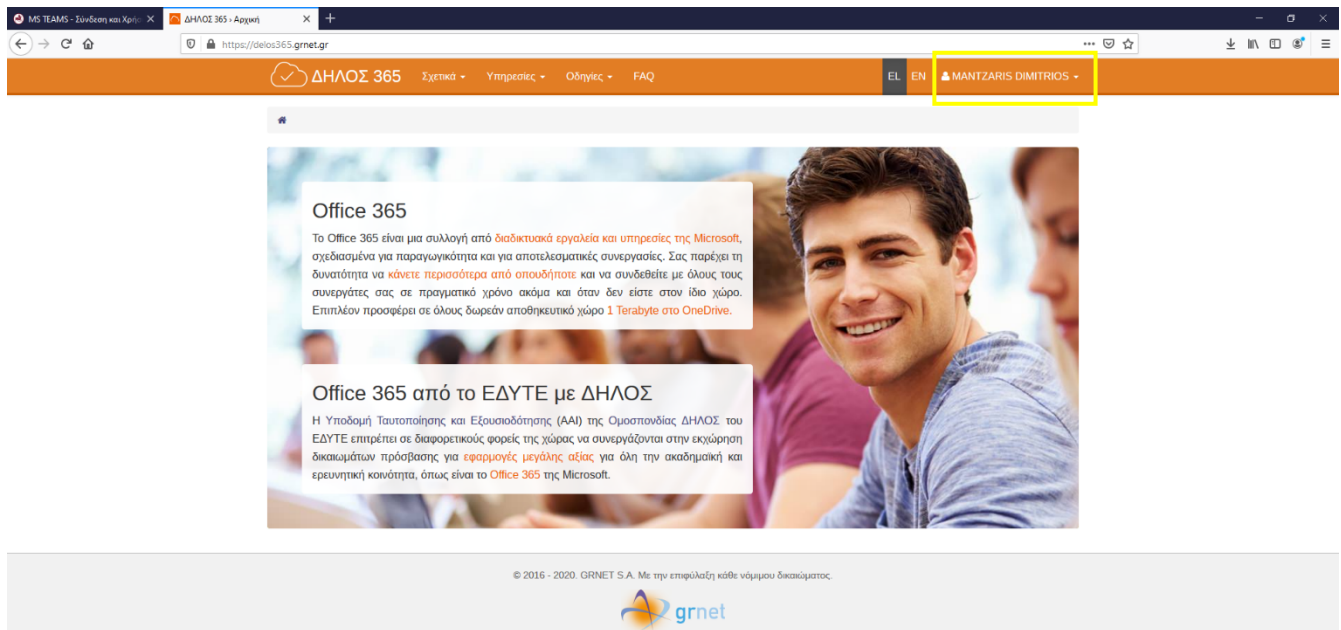 MS TEAMS - Σύνδεση και Χρήσ
ΔΗΛΟΣ 365 › Αρχική
https://delos365.grnet.gr
ΔΗΛΟΣ 365 Σχετικά Υπηρεσίες Οδηγίες FAQ EL EN MANTZARIS DIMITRIOS
Office 365
Το Office 365 είναι μια συλλογή από διαδικτυακά εργαλεία και υπηρεσίες της Microsoft,
σχεδιασμένα για παραγωγικότητα και για αποτελεσματικές συνεργασίες. Σας παρέχει τη
δυνατότητα να κάνετε περισσότερα από οπουδήποτε και να συνδεθείτε με όλους τους
συνεργάτες σας σε πραγματικό χρόνο ακόμα και όταν δεν είστε στον ίδιο χώρο.
Επιπλέον προσφέρει σε όλους δωρεάν αποθηκευτικό χώρο 1 Terabyte στο OneDrive.
Office 365 από το ΕΔΥΤΕ με ΔΗΛΟΣ
Η Υποδομή Ταυτοποίησης και Εξουσιοδότησης (ΑΑΙ) της Ομοσπονδίας ΔΗΛΟΣ του
ΕΔΥΤΕ επιτρέπει σε διαφορετικούς φορείς της χώρας να συνεργάζονται στην εκχώρηση
δικαιωμάτων πρόσβασης για εφαρμογές μεγάλης αξίας για όλη την ακαδημαϊκή και
ερευνητική κοινότητα, όπως είναι το Office 365 της Microsoft.
© 2016 - 2020. GRNET S.A. Με την επιφύλαξη κάθε νόμιμου δικαιώματος.
grnet